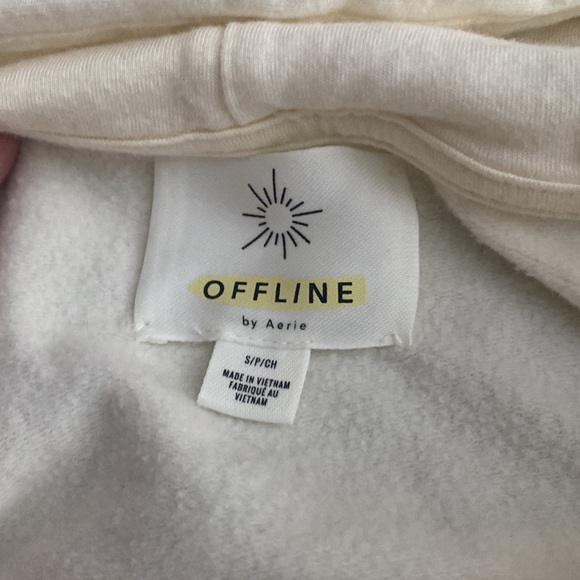 OFFLINE
by Aerie
S/P/CH
MADE IN VIETNAM
FABRIQUÉ AU
VIETNAM